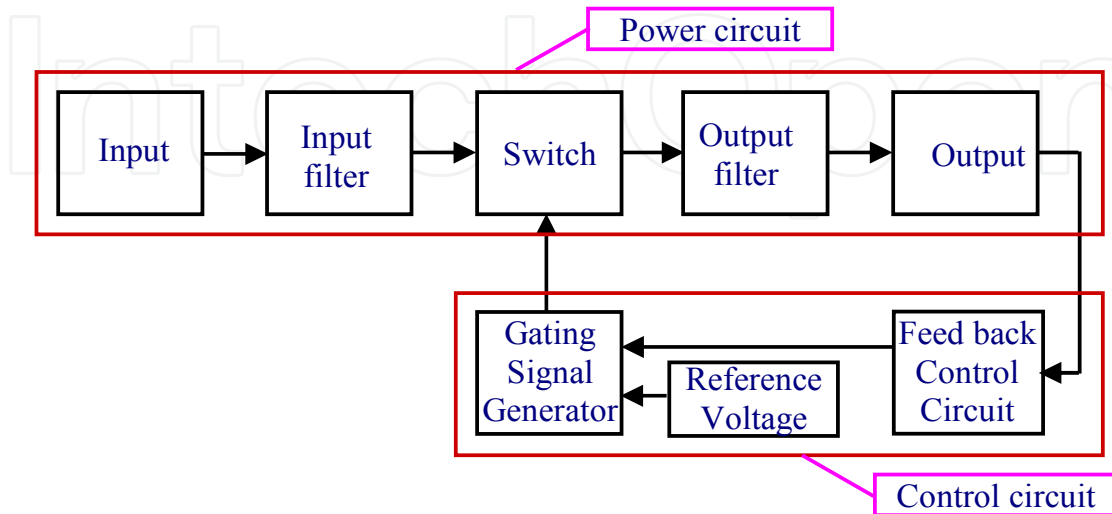 IntechOpen
Power circuit
Input
Input
filter
Switch
Output
filter
Output
Gating
Signal
Generator
Reference
Voltage
Feed back
Control
Circuit
Control circuit